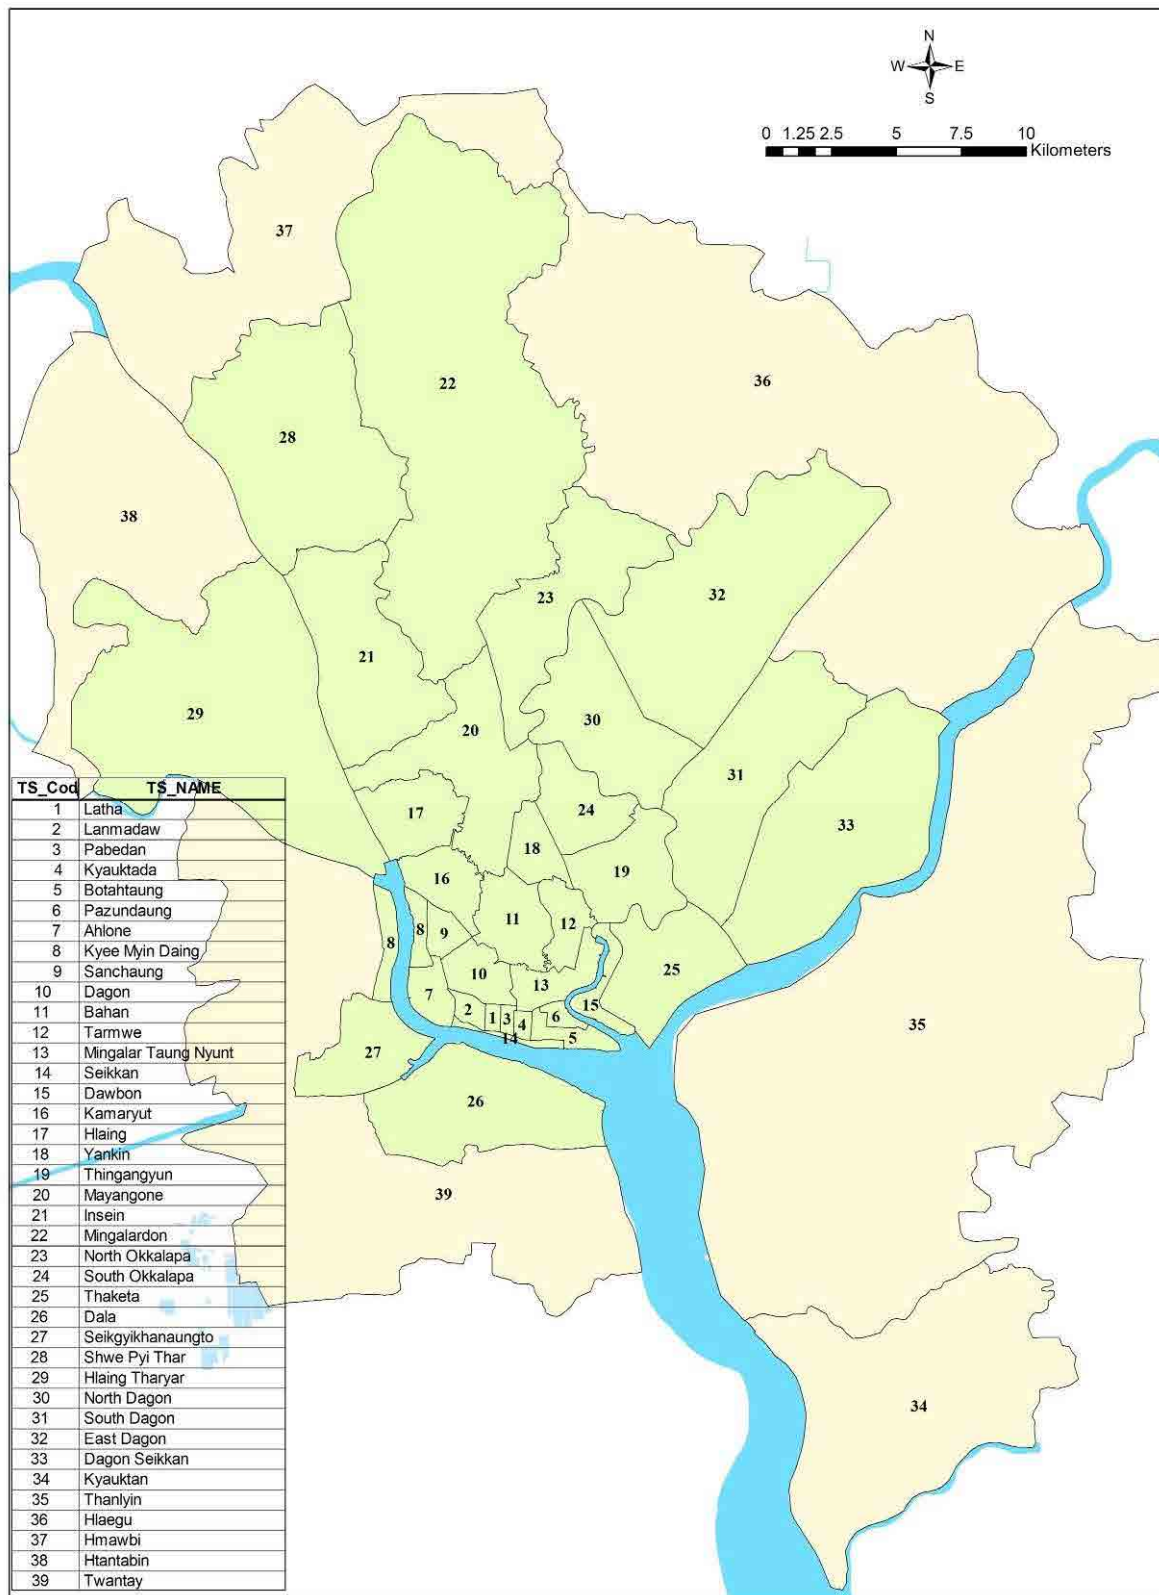 N
W E
S
0 1.25 2.5 5 7.5 10
Kilometers
37
22
36
28
38
32
23
21
29
20
30
31
17
24
33
18
16
19
11
12
8
8
9
10
25
13
7
15
2
1
3
4
6
5
14
35
27
26
39
34
TS_Cod TS_NAME
1 Latha
2 Lanmadaw
3 Pabedan
4 Kyauktada
5 Botahtaung
6 Pazundaung
7 Ahlone
8 Kyee Myin Daing
9 Sanchaung
10 Dagon
11 Bahan
12 Tarmwe
13 Mingalar Taung Nyunt
14 Seikkan
15 Dawbon
16 Kamaryut
17 Hlaing
18 Yankin
19 Thingangyun
20 Mayangone
21 Insein
22 Mingalardon
23 North Okkalapa
24 South Okkalapa
25 Thaketa
26 Dala
27 Seikgyikhanaungto
28 Shwe Pyi Thar
29 Hlaing Tharyar
30 North Dagon
31 South Dagon
32 East Dagon
33 Dagon Seikkan
34 Kyauktan
35 Thanlyin
36 Hlaegu
37 Hmawbi
38 Htantabin
39 Twantay